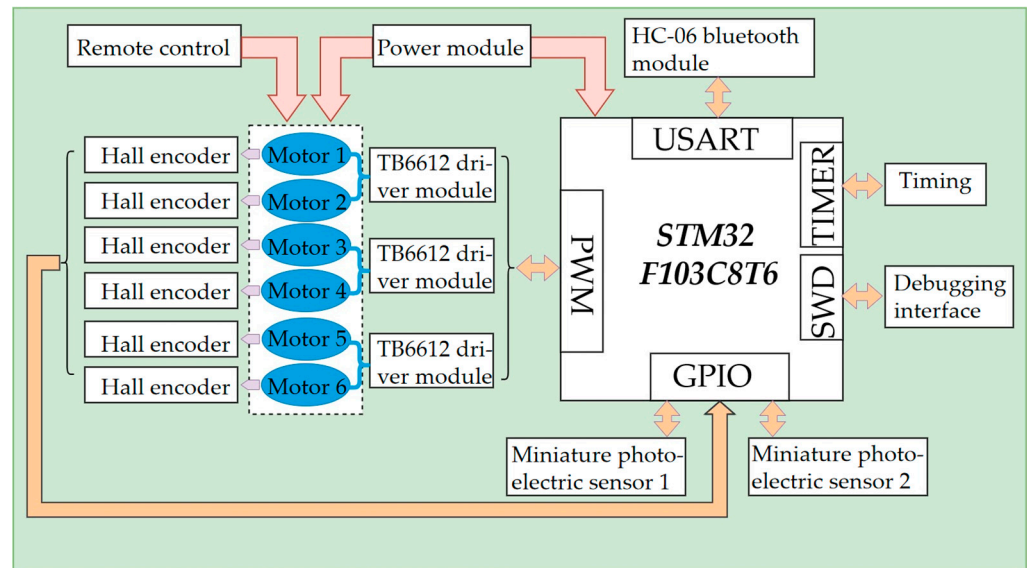 Remote control
Power module
HC-06 bluetooth
module
USART
Hall encoder
Motor 1
TB6612 dri-
ver module
Hall encoder
Motor 2
Hall encoder
Motor 3
TB6612 dri-
ver module
Hall encoder
Motor 4
Hall encoder
Motor 5
TB6612 dri-
ver module
Hall encoder
Motor 6
PWM
STM32
F103C8T6
TIMER
Timing
SWD
Debugging
interface
GPIO
Miniature photo-
electric sensor 1
Miniature photo-
electric sensor 2